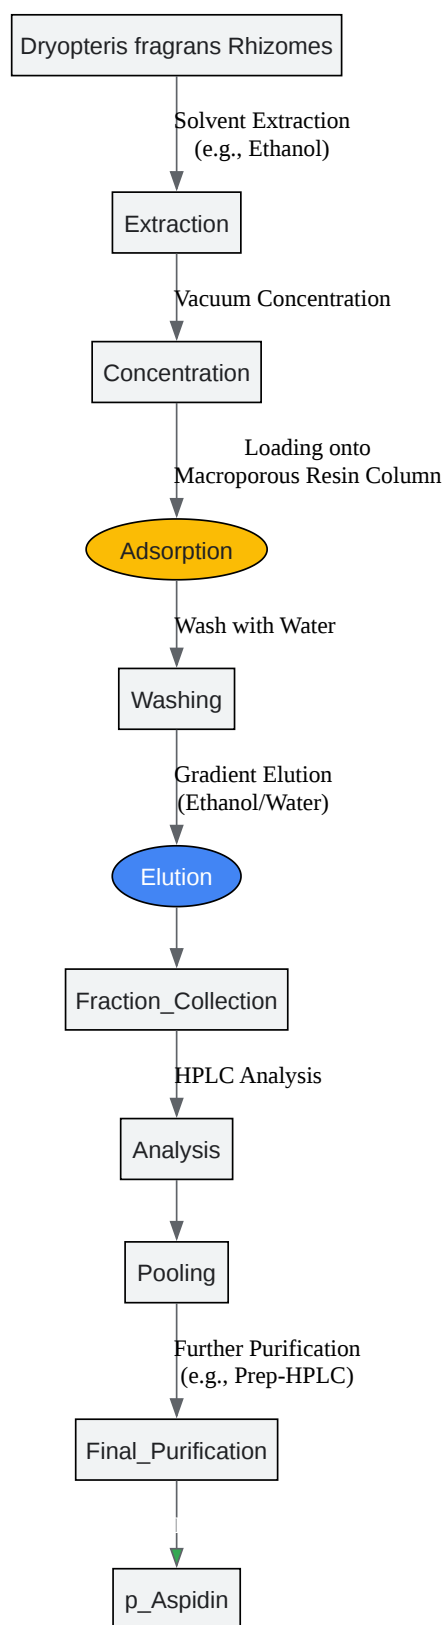 Dryopteris fragrans Rhizomes
Solvent Extraction
(e.g., Ethanol)
Extraction
Vacuum Concentration
Concentration
Loading onto
Macroporous Resin Column
Adsorption
Wash with Water
Washing
Gradient Elution
(Ethanol/Water)
Elution
Fraction_Collection
HPLC Analysis
Analysis
Pooling
Further Purification
(e.g., Prep-HPLC)
Final_Purification
p_Aspidin